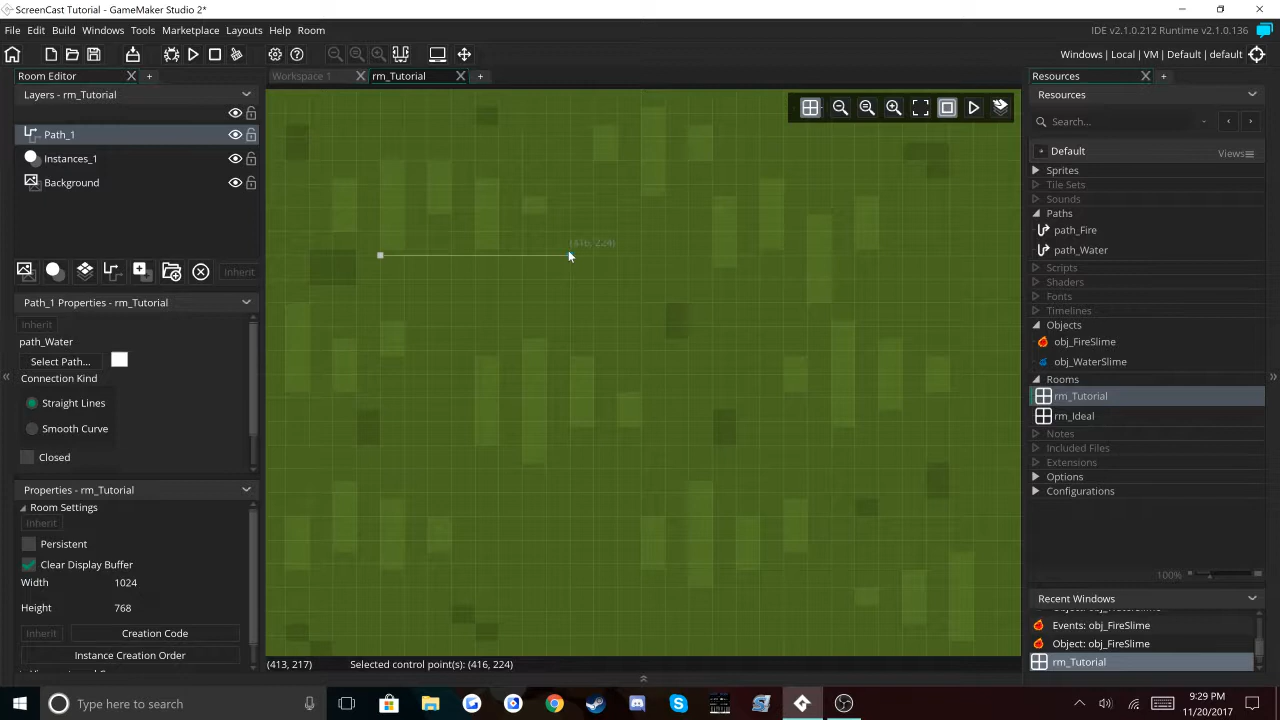 ScreenCast Tutorial - GameMaker Studio 2*
File Edit Build Windows Tools Marketplace Layouts Help Room
IDE v2.1.0.212 Runtime v2.1.0.136
Windows | Local | VM | Default | default
Room Editor
Workspace 1
rm_Tutorial
Resources
Layers - rm_Tutorial
Resources
Search...
Path_1
Instances_1
Background
Default
Views
Sprites
Tile Sets
Sounds
Paths
path_Fire
path_Water
Scripts
Shaders
Fonts
Timelines
Objects
obj_FireSlime
obj_WaterSlime
Rooms
rm_Tutorial
rm_Ideal
Notes
Included Files
Extensions
Options
Configurations
(416, 224)
Inherit
Path_1 Properties - rm_Tutorial
Inherit
path_Water
Select Path...
Connection Kind
Straight Lines
Smooth Curve
Closed
Properties - rm_Tutorial
Room Settings
Inherit
Persistent
Clear Display Buffer
Width 1024
Height 768
Inherit
Creation Code
Instance Creation Order
100%
Recent Windows
Events: obj_FireSlime
Object: obj_FireSlime
rm_Tutorial
(413, 217) Selected control point(s): (416, 224)
Type here to search
9:29 PM
11/20/2017